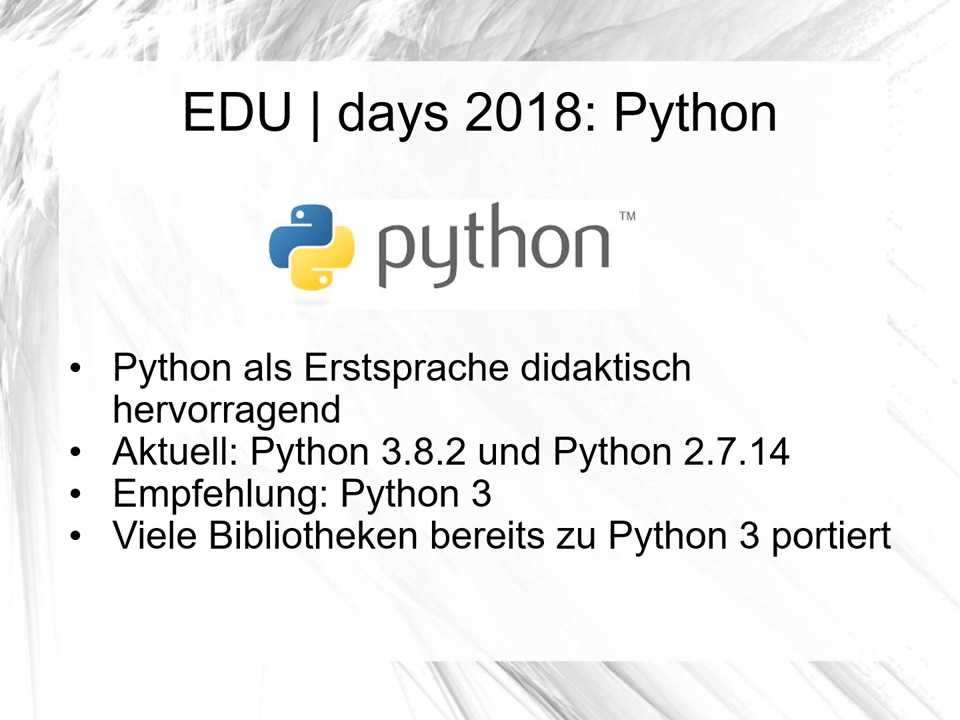 EDU | days 2018: Python
python™
• Python als Erstsprache didaktisch
hervorragend
• Aktuell: Python 3.8.2 und Python 2.7.14
• Empfehlung: Python 3
• Viele Bibliotheken bereits zu Python 3 portiert